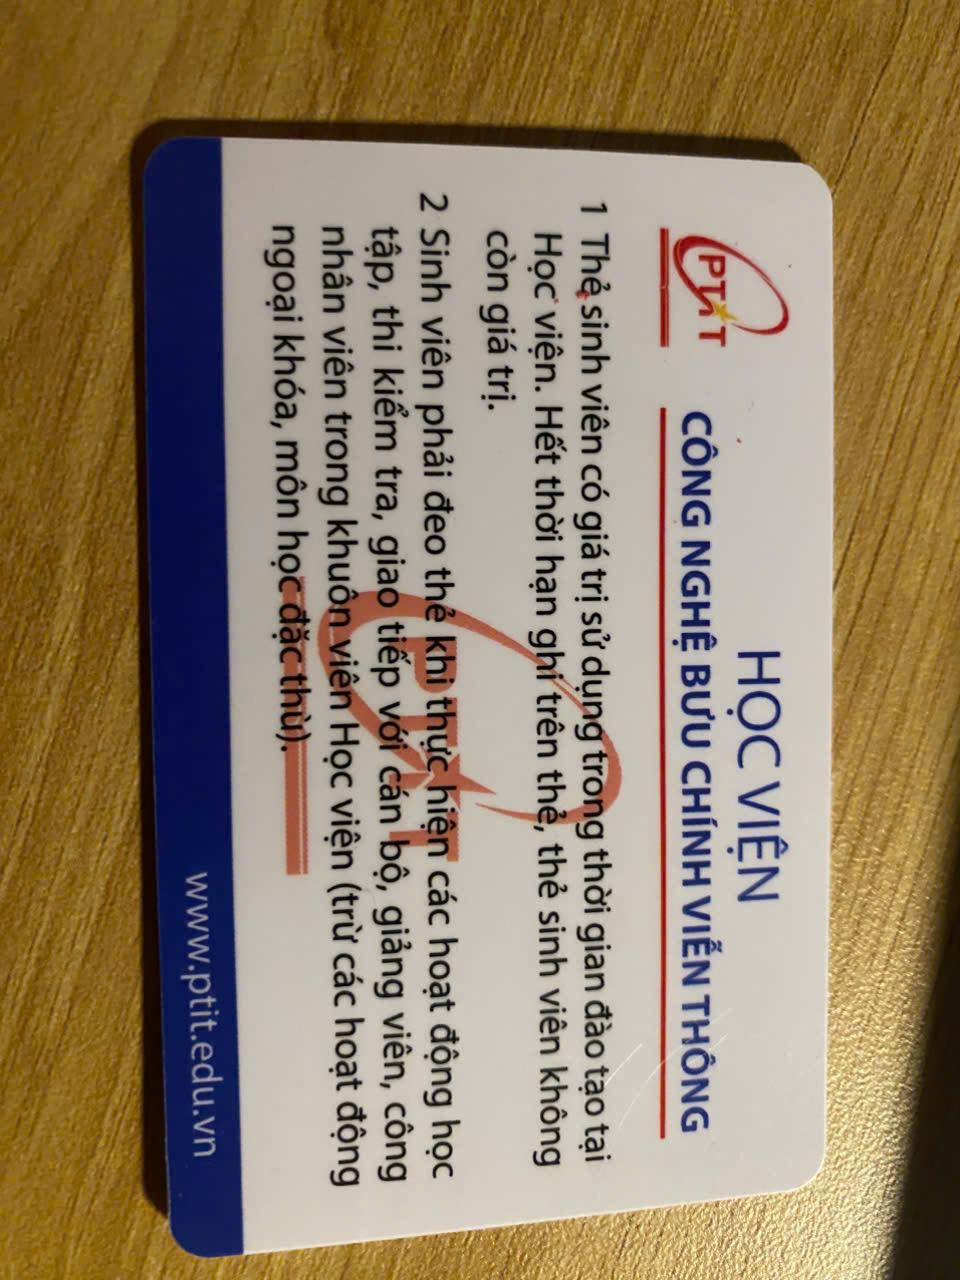 PTIT
HỌC VIỆN
CÔNG NGHỆ BƯU CHÍNH VIỄN THÔNG
1 Thẻ sinh viên có giá trị sử dụng trong thời gian đào tạo tại
Học viện. Hết thời hạn ghi trên thẻ, thẻ sinh viên không
còn giá trị.
2 Sinh viên phải đeo thẻ khi thực hiện các hoạt động học
tập, thi kiểm tra, giao tiếp với cán bộ, giảng viên, công
nhân viên trong khuôn viên Học viện (trừ các hoạt động
ngoại khóa, môn học đặc thù).
PTIT
www.ptit.edu.vn